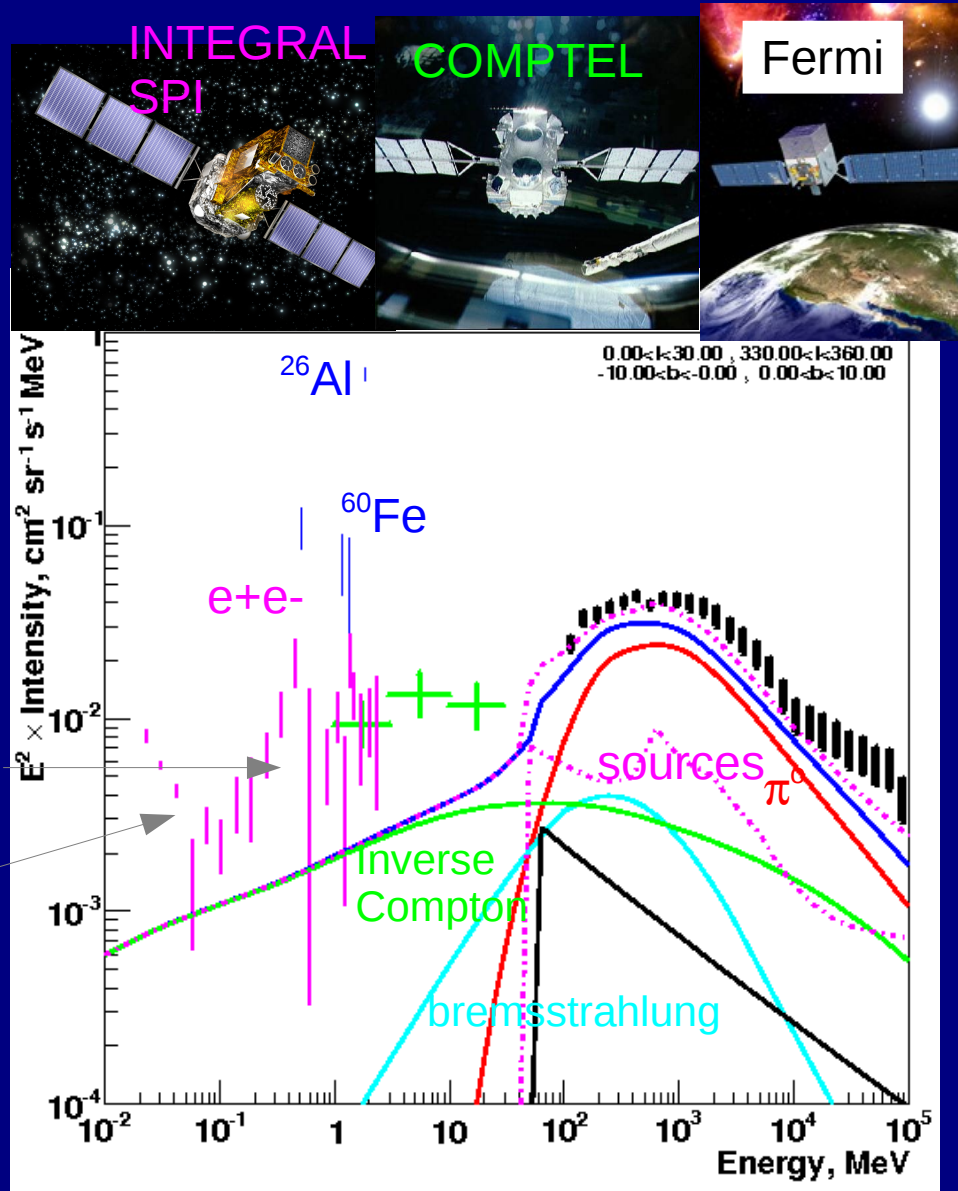 INTEGRAL
SPI
COMPTEL
Fermi
0.00<l<30.00 , 330.00<l<360.00
-10.00<b<-0.00 , 0.00<b<10.00
E² × Intensity, cm² sr⁻¹ s⁻¹ MeV
1
10⁻¹
10⁻²
10⁻³
10⁻⁴
²⁶Al
⁶⁰Fe
e+e-
sources
π⁰
Inverse
Compton
bremsstrahlung
10⁻² 10⁻¹ 1 10 10² 10³ 10⁴ 10⁵
Energy, MeV